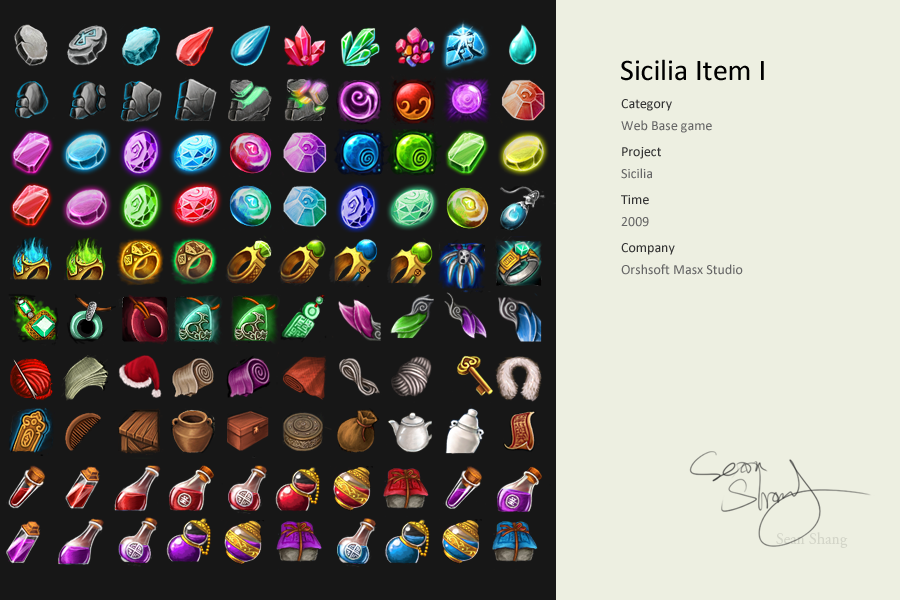 Sicilia Item I
Category
Web Base game
Project
Sicilia
Time
2009
Company
Orshsoft Masx Studio
Sean Shang
Sean Shang